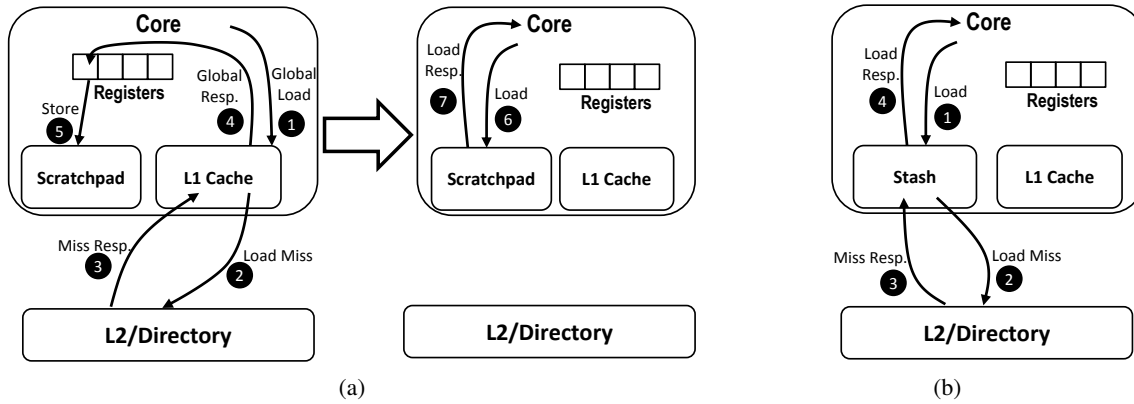 Core
Registers
Global
Resp.
4
Global
Load
1
Store
5
Scratchpad
L1 Cache
Miss Resp.
3
Load Miss
2
L2/Directory
Core
Load
Resp.
7
Load
6
Registers
Scratchpad
L1 Cache
L2/Directory
(a)
Core
Load
Resp.
4
Load
1
Registers
Stash
L1 Cache
Miss Resp.
3
Load Miss
2
L2/Directory
(b)